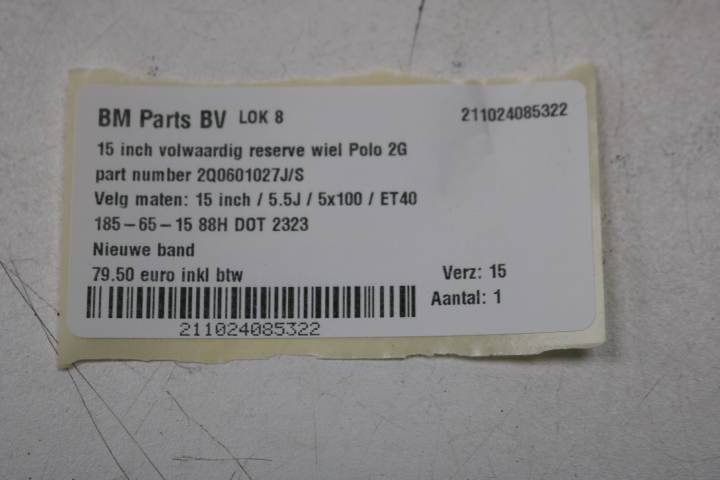 BM Parts BV LOK 8 211024085322
15 inch volwaardig reserve wiel Polo 2G
part number 2Q0601027J/S
Velg maten: 15 inch / 5.5J / 5x100 / ET40
185-65-15 88H DOT 2323
Nieuwe band
79.50 euro inkl btw Verz: 15
Aantal: 1
211024085322